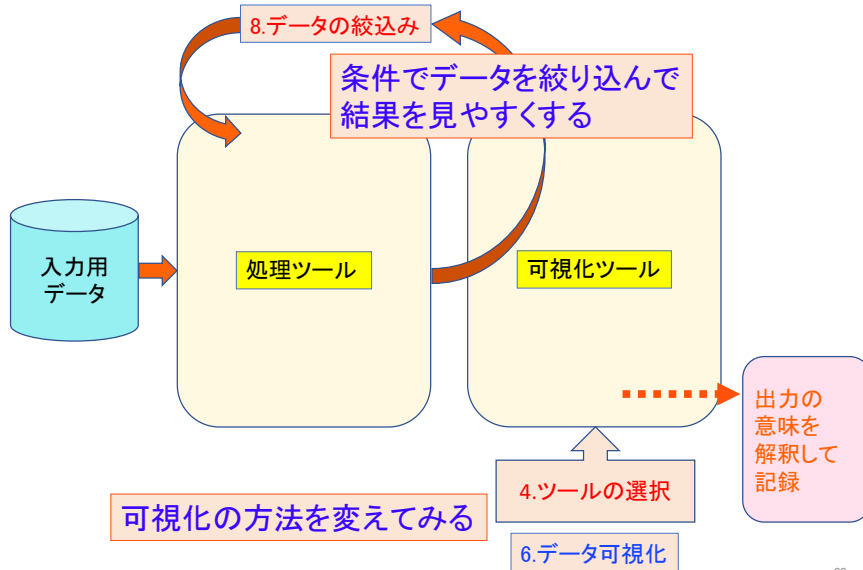 8.データの絞込み
条件でデータを絞り込んで
結果を見やすくする
入力用
データ
処理ツール
可視化ツール
出力の
意味を
解釈して
記録
4.ツールの選択
可視化の方法を変えてみる
6.データ可視化